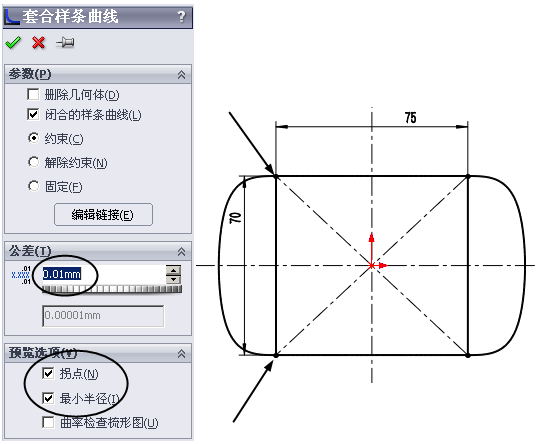 套合样条曲线
?
参数(P)
删除几何体(D)
闭合的样条曲线(L)
约束(C)
解除约束(N)
固定(F)
编辑链接(E)
公差(T)
.01
x.xxx
.01
0.01mm
0.00001mm
预览选项(V)
拐点(N)
最小半径(I)
曲率检查梳形图(U)
75
70